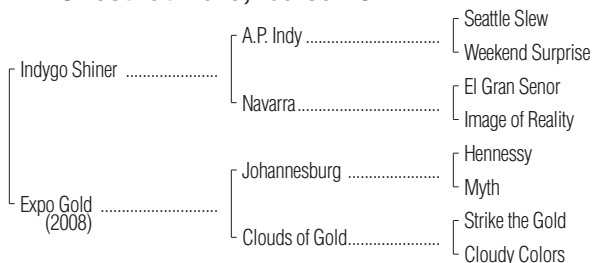 Seattle Slew
A.P. Indy
Weekend Surprise
Indygo Shiner
El Gran Senor
Navarra
Image of Reality
Hennessy
Johannesburg
Myth
Expo Gold
(2008)
Strike the Gold
Clouds of Gold
Cloudy Colors